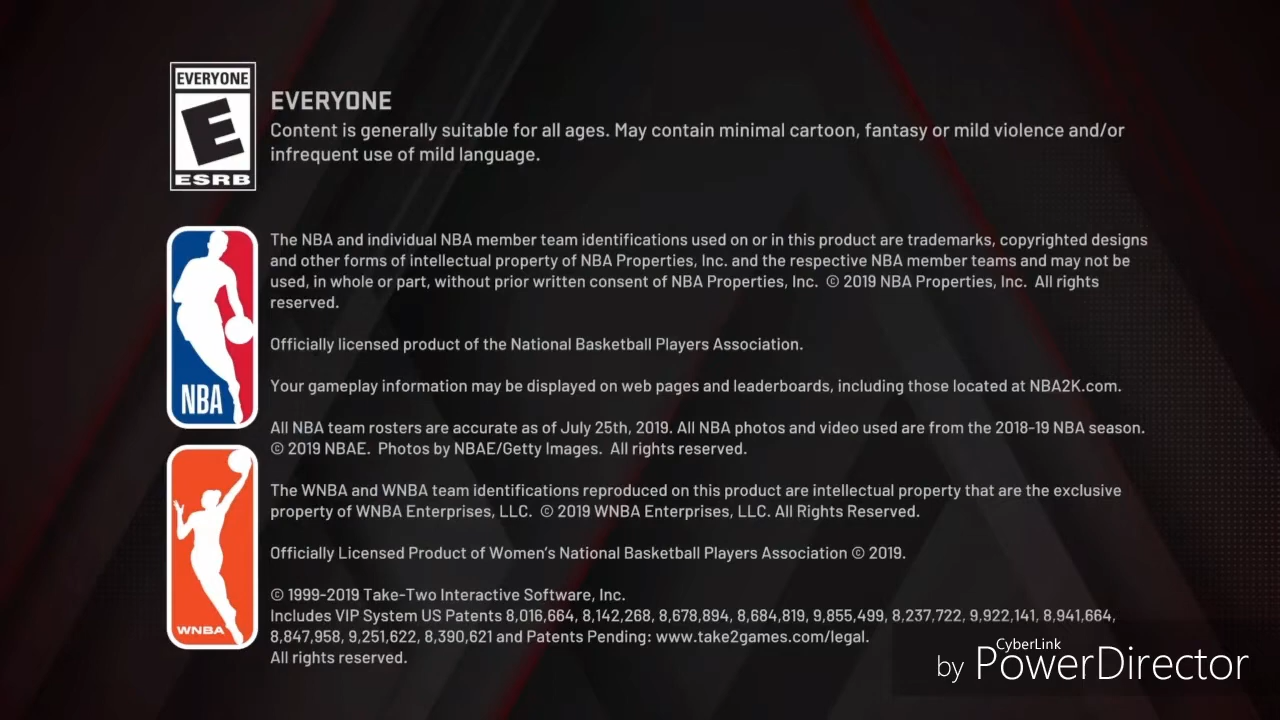 EVERYONE
E
ESRB
EVERYONE
Content is generally suitable for all ages. May contain minimal cartoon, fantasy or mild violence and/or
infrequent use of mild language.
The NBA and individual NBA member team identifications used on or in this product are trademarks, copyrighted designs
and other forms of intellectual property of NBA Properties, Inc. and the respective NBA member teams and may not be
used, in whole or part, without prior written consent of NBA Properties, Inc. © 2019 NBA Properties, Inc. All rights
reserved.
Officially licensed product of the National Basketball Players Association.
Your gameplay information may be displayed on web pages and leaderboards, including those located at NBA2K.com.
NBA
All NBA team rosters are accurate as of July 25th, 2019. All NBA photos and video used are from the 2018-19 NBA season.
© 2019 NBAE. Photos by NBAE/Getty Images. All rights reserved.
The WNBA and WNBA team identifications reproduced on this product are intellectual property that are the exclusive
property of WNBA Enterprises, LLC. © 2019 WNBA Enterprises, LLC. All Rights Reserved.
Officially Licensed Product of Women's National Basketball Players Association © 2019.
© 1999-2019 Take-Two Interactive Software, Inc.
Includes VIP System US Patents 8,016,664, 8,142,268, 8,678,894, 8,684,819, 9,855,499, 8,237,722, 9,922,141, 8,941,664,
8,847,958, 9,251,622, 8,390,621 and Patents Pending: www.take2games.com/legal.
All rights reserved.
WNBA
CyberLink
by PowerDirector